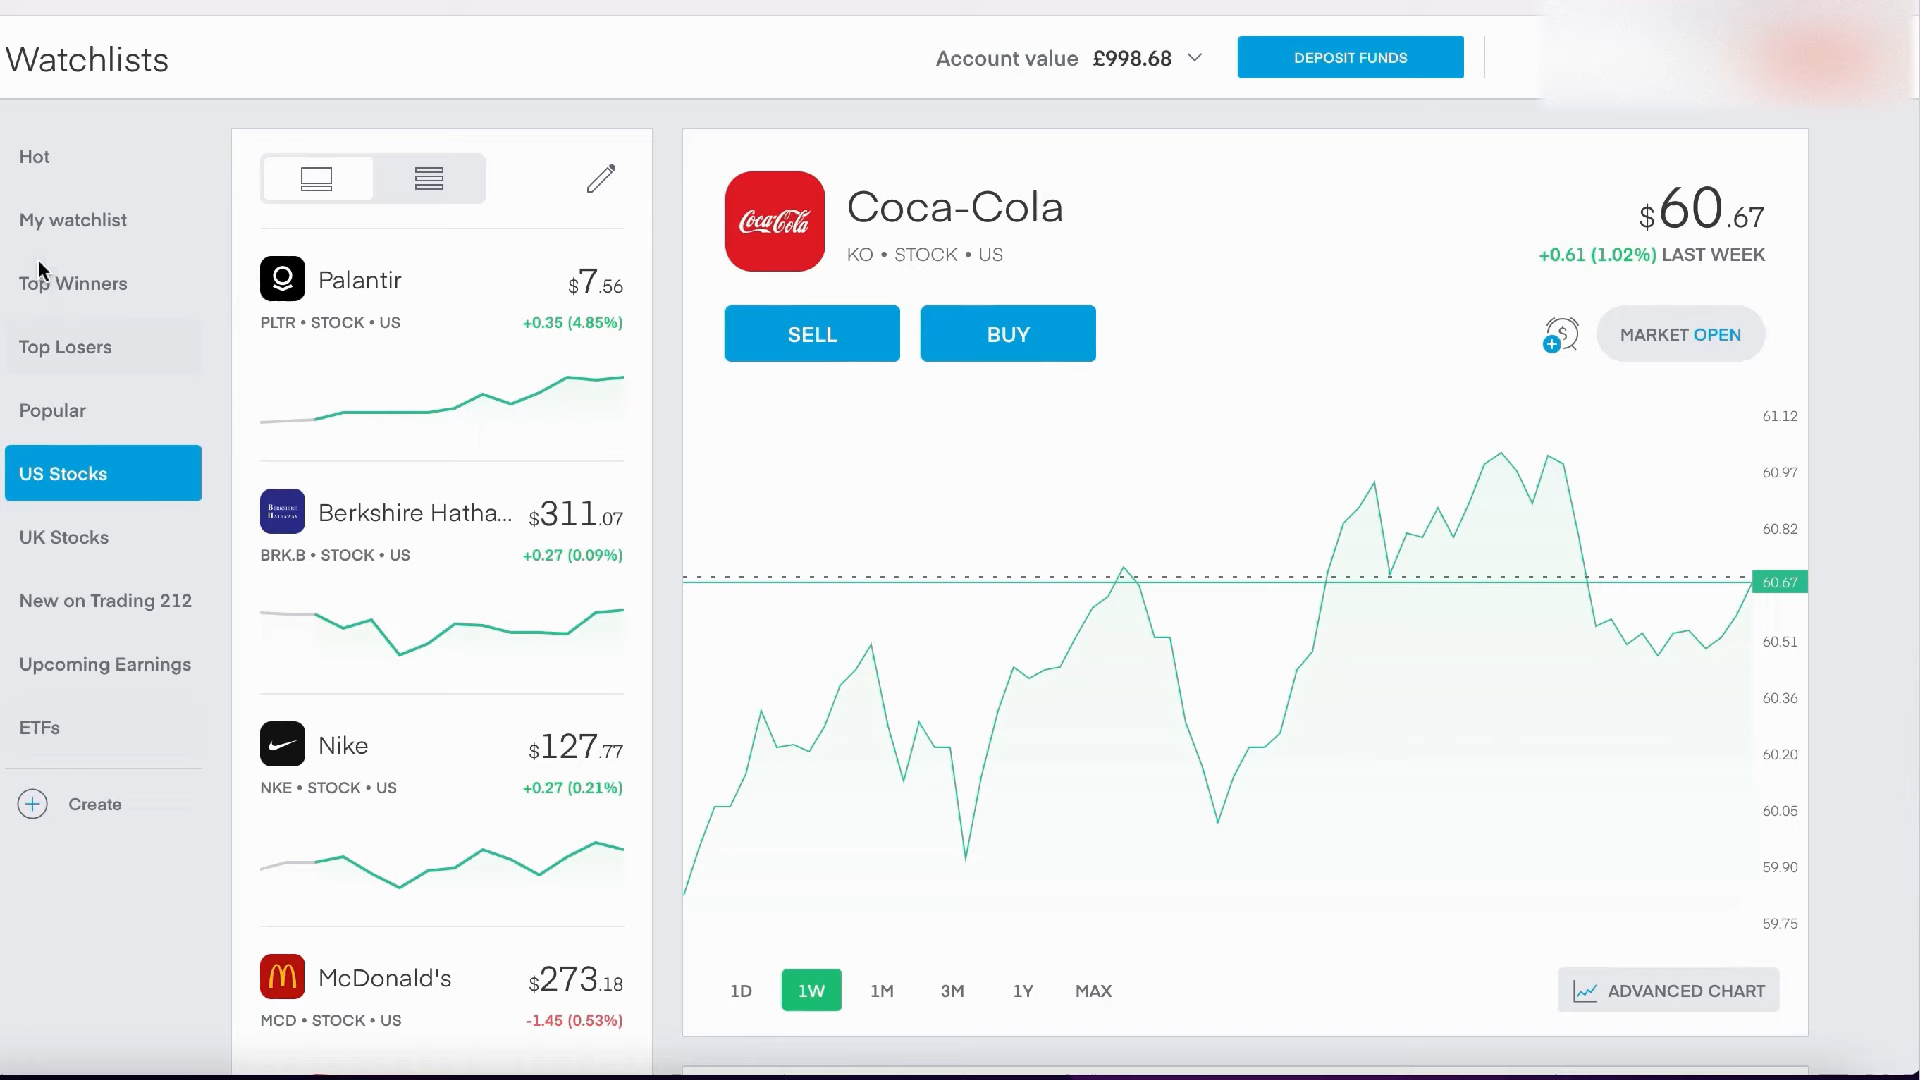 Watchlists
Account value £998.68
DEPOSIT FUNDS
Hot
My watchlist
Top Winners
Top Losers
Popular
US Stocks
UK Stocks
New on Trading 212
Upcoming Earnings
ETFs
Create
Palantir $7.56
PLTR • STOCK • US +0.35 (4.85%)
BERKSHIRE HATHAWAY
Berkshire Hatha... $311.07
BRK.B • STOCK • US +0.27 (0.09%)
Nike $127.77
NKE • STOCK • US +0.27 (0.21%)
McDonald's $273.18
MCD • STOCK • US -1.45 (0.53%)
Coca-Cola
Coca-Cola $60.67
KO • STOCK • US +0.61 (1.02%) LAST WEEK
SELL BUY
MARKET OPEN
61.12
60.97
60.82
60.67
60.51
60.36
60.20
60.05
59.90
59.75
1D 1W 1M 3M 1Y MAX
ADVANCED CHART